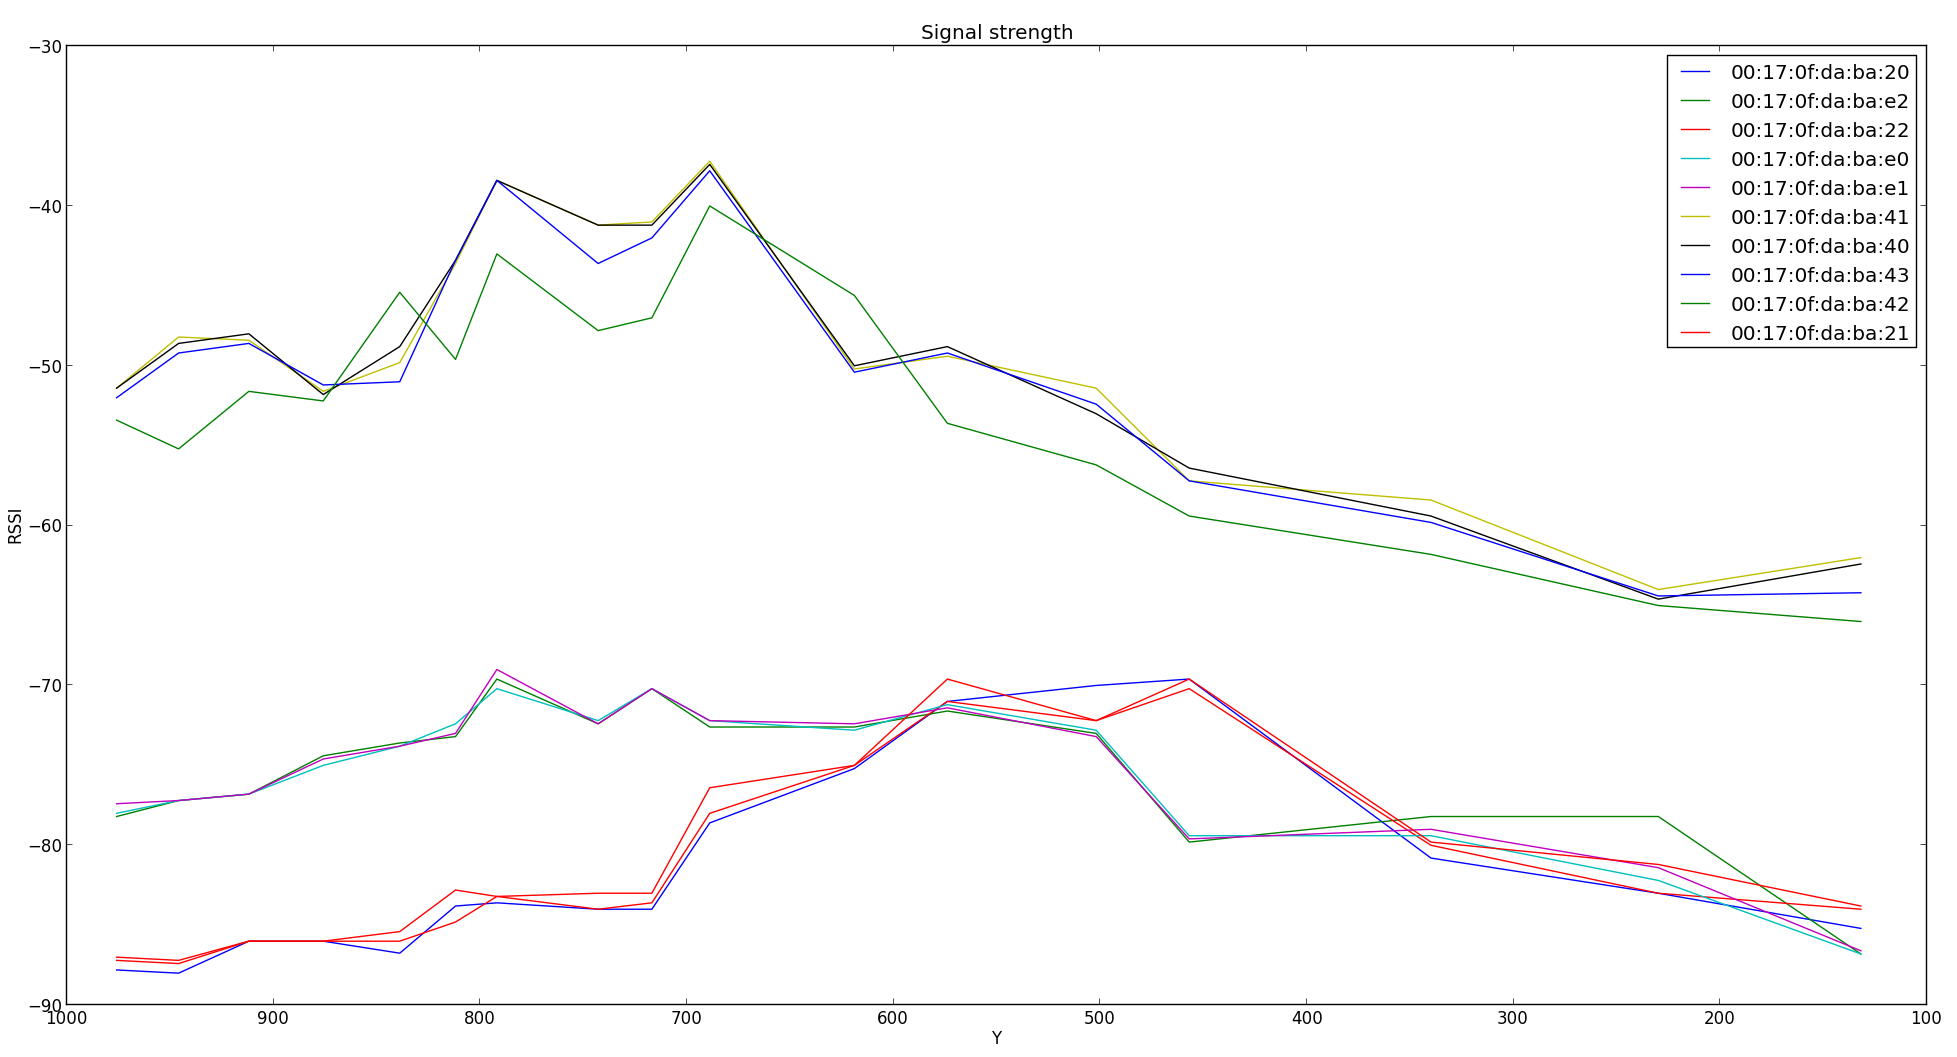 Signal strength
−30
−40
−50
−60
−70
−80
−90
RSSI
00:17:0f:da:ba:20
00:17:0f:da:ba:e2
00:17:0f:da:ba:22
00:17:0f:da:ba:e0
00:17:0f:da:ba:e1
00:17:0f:da:ba:41
00:17:0f:da:ba:40
00:17:0f:da:ba:43
00:17:0f:da:ba:42
00:17:0f:da:ba:21
1000 900 800 700 600 500 400 300 200 100
Y